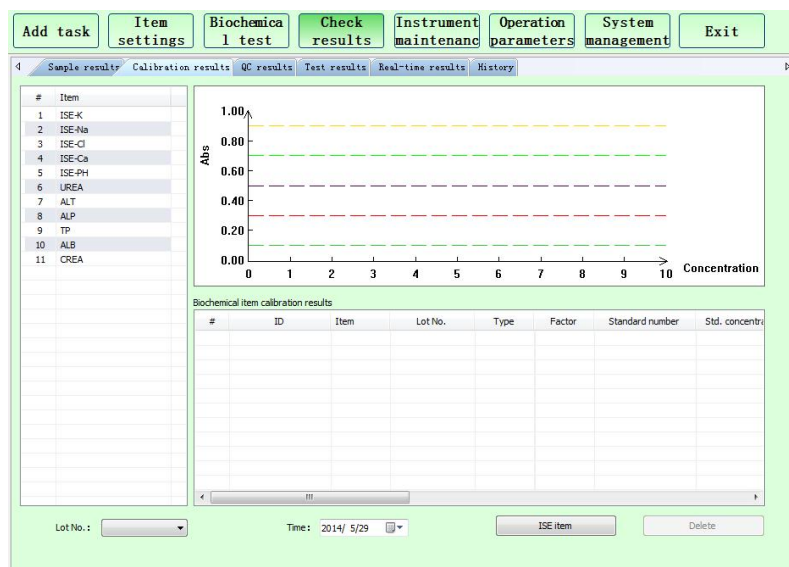 Add task
Item
settings
Biochemica
l test
Check
results
Instrument
maintenanc
Operation
parameters
System
management
Exit
Sample results Calibration results QC results Test results Real-time results History
# Item
1 ISE-K
2 ISE-Na
3 ISE-Cl
4 ISE-Ca
5 ISE-PH
6 UREA
7 ALT
8 ALP
9 TP
10 ALB
11 CREA
Abs
1.00
0.80
0.60
0.40
0.20
0.00
0 1 2 3 4 5 6 7 8 9 10
Concentration
Biochemical item calibration results
# ID Item Lot No. Type Factor Standard number Std. concentra
Lot No. :
Time : 2014/ 5/29
ISE item
Delete